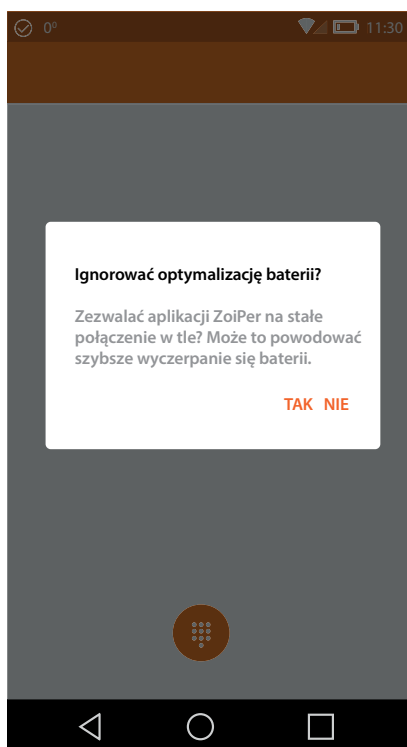 0⁰ 11:30
Ignorować optymalizację baterii?
Zezwalać aplikacji ZoiPer na stałe
połączenie w tle? Może to powodować
szybsze wyczerpanie się baterii.
TAK NIE